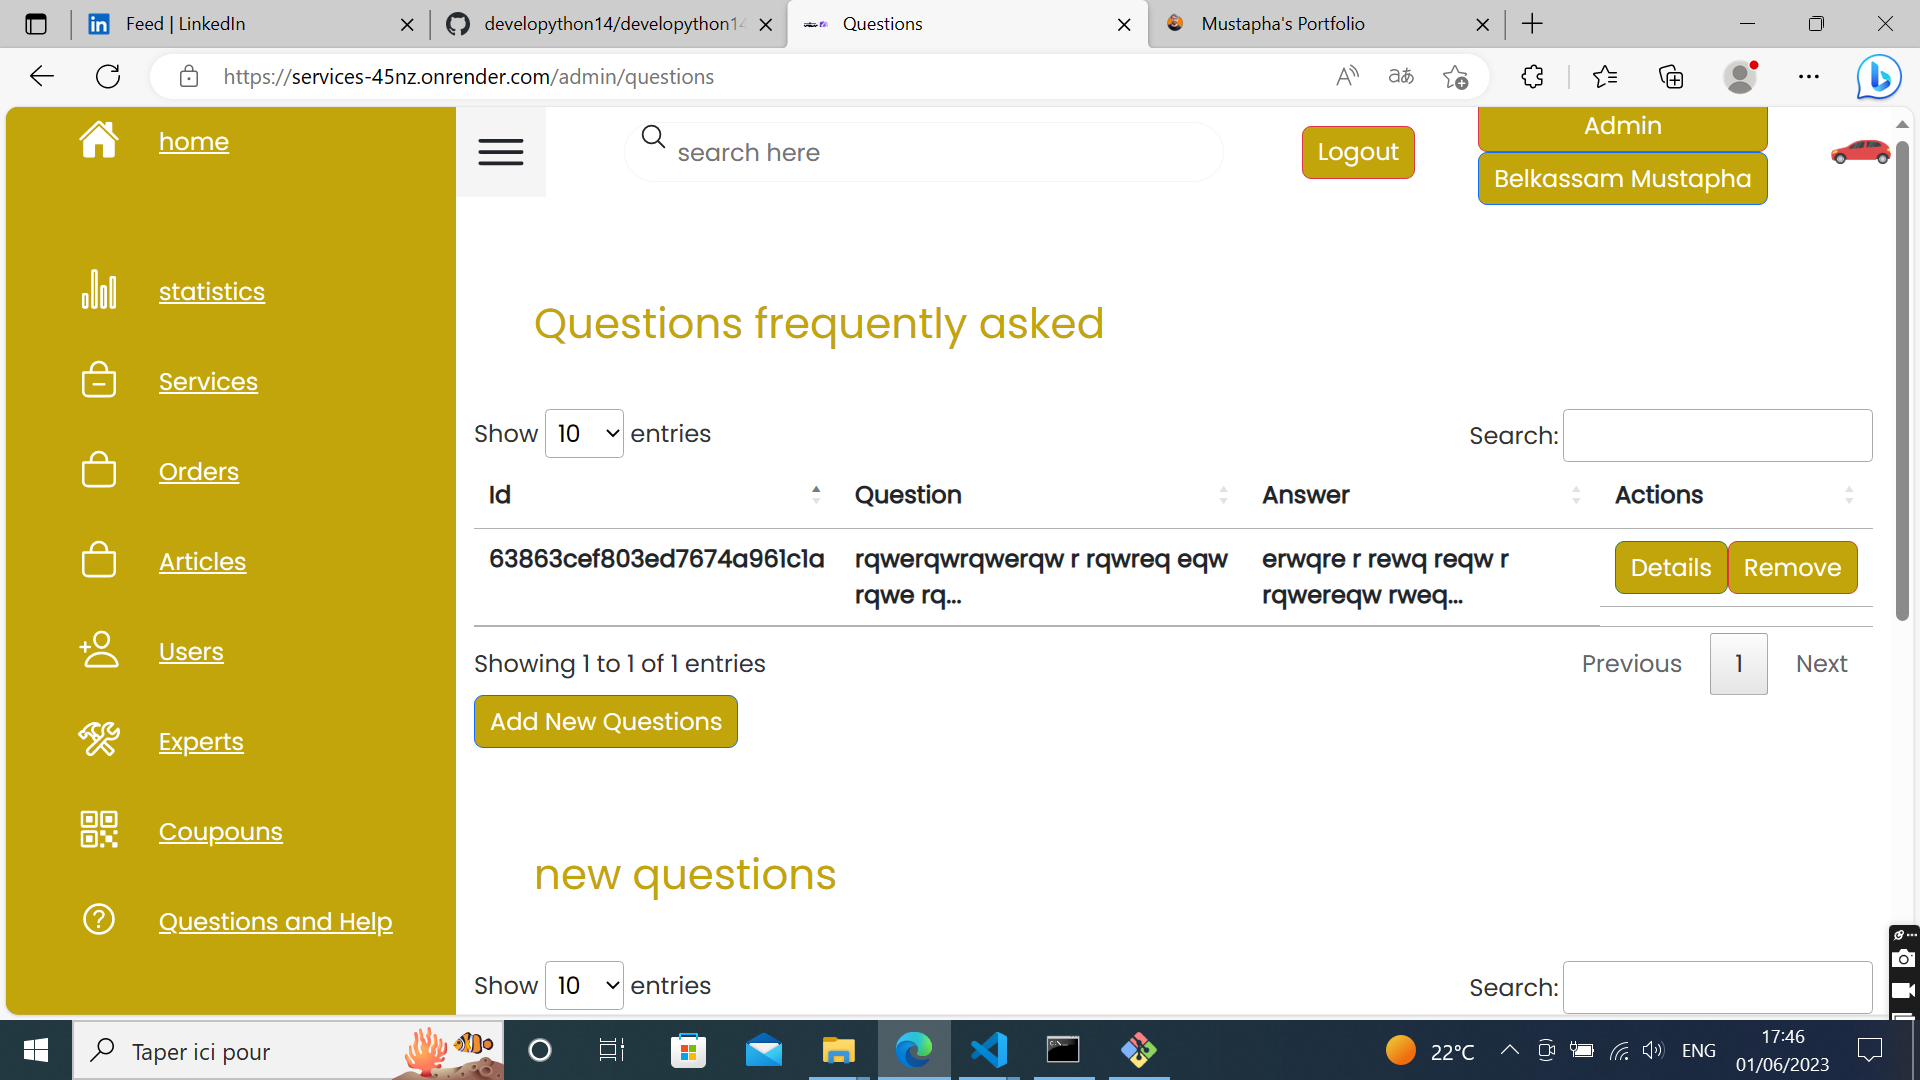 Feed | LinkedIn
developython14/developython14
Questions
Mustapha's Portfolio
https://services-45nz.onrender.com/admin/questions
home
search here
Logout
Admin
Belkassam Mustapha
statistics
Services
Orders
Articles
Users
Experts
Coupouns
Questions and Help
Questions frequently asked
Show 10 entries
Search:
Id Question Answer Actions
63863cef803ed7674a961c1a rqwerqwrqwerqw r rqwreq eqw erwqre r rewq reqw r Details Remove
rqwe rq... rqwereqw rweq...
Showing 1 to 1 of 1 entries
Previous 1 Next
Add New Questions
new questions
Show 10 entries
Search:
Taper ici pour
22°C
ENG
17:46
01/06/2023